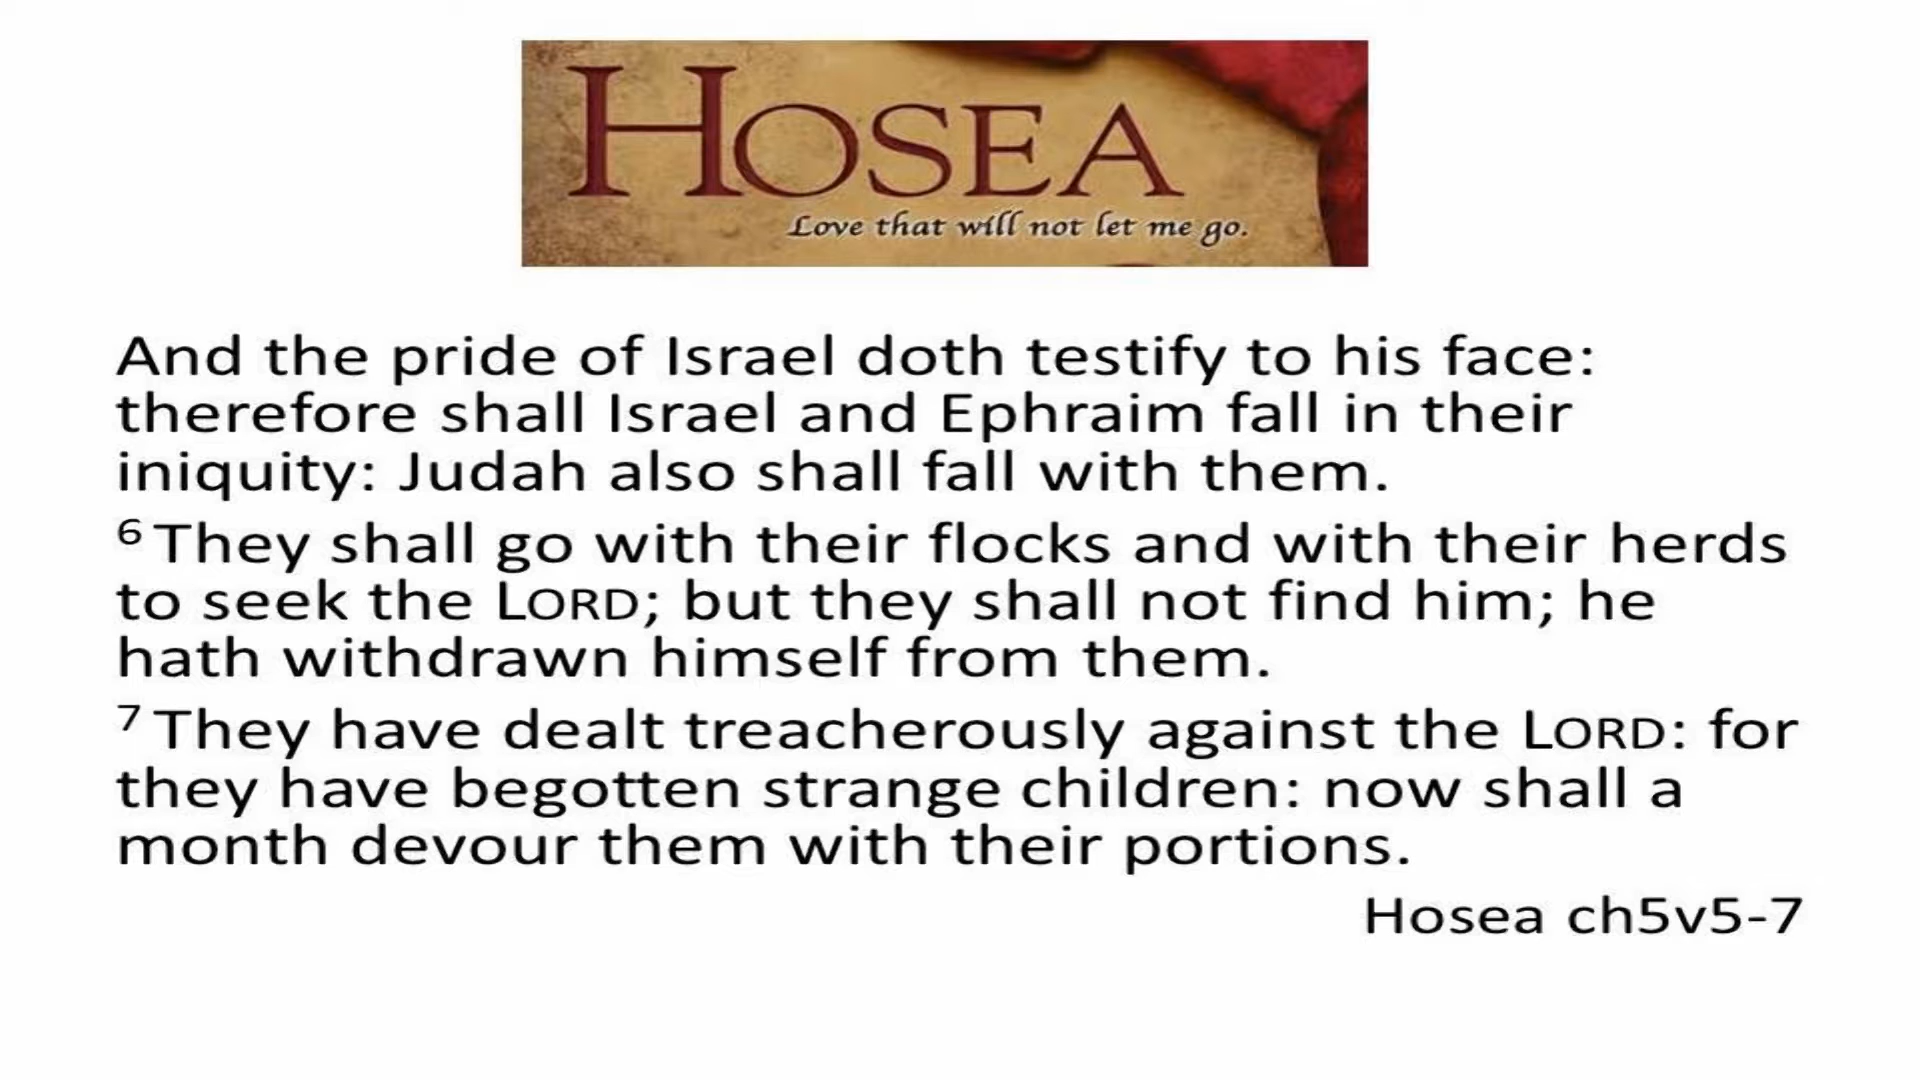 HOSEA
Love that will not let me go.
And the pride of Israel doth testify to his face:
therefore shall Israel and Ephraim fall in their
iniquity: Judah also shall fall with them.
6 They shall go with their flocks and with their herds
to seek the LORD; but they shall not find him; he
hath withdrawn himself from them.
7 They have dealt treacherously against the LORD: for
they have begotten strange children: now shall a
month devour them with their portions.
Hosea ch5v5-7